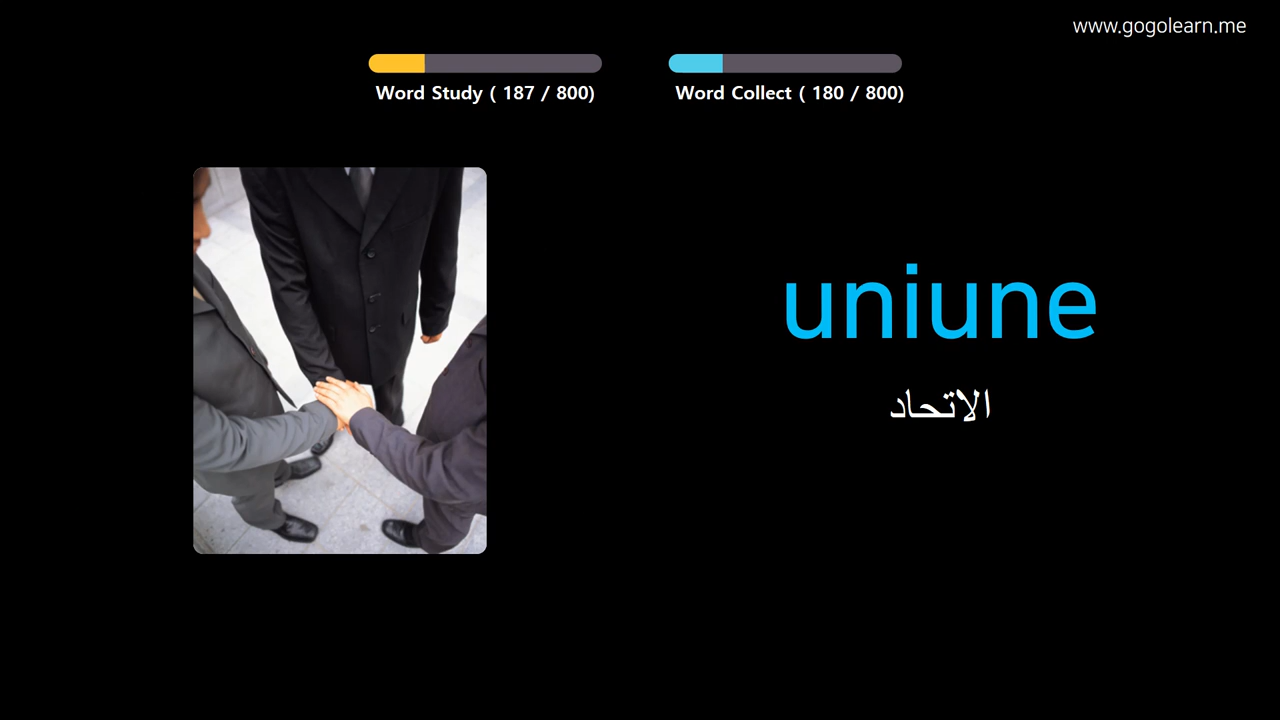 www.gogolearn.me
Word Study ( 187 / 800)
Word Collect ( 180 / 800)
uniune
الاتحاد